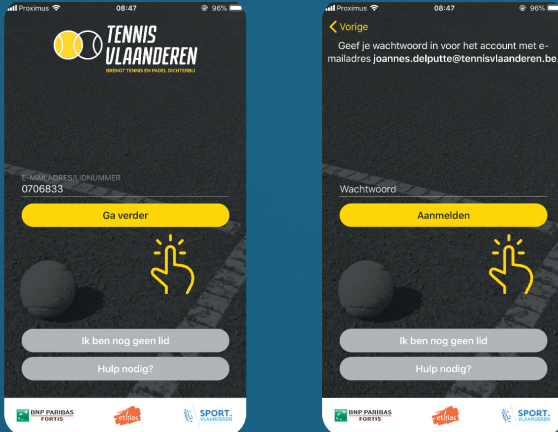 Proximus 08:47 96%
TENNIS
VLAANDEREN
BRENGT TENNIS EN PADEL DICHTERBIJ
E-MAILADRES/LIDNUMMER
0706833
Ga verder
Ik ben nog geen lid
Hulp nodig?
BNP PARIBAS
FORTIS
ethias
SPORT.
VLAANDEREN
Proximus 08:47 96%
Vorige
Geef je wachtwoord in voor het account met e-
mailadres joannes.delputte@tennisvlaanderen.be.
Wachtwoord
Aanmelden
Ik ben nog geen lid
Hulp nodig?
BNP PARIBAS
FORTIS
ethias
SPORT.
VLAANDEREN